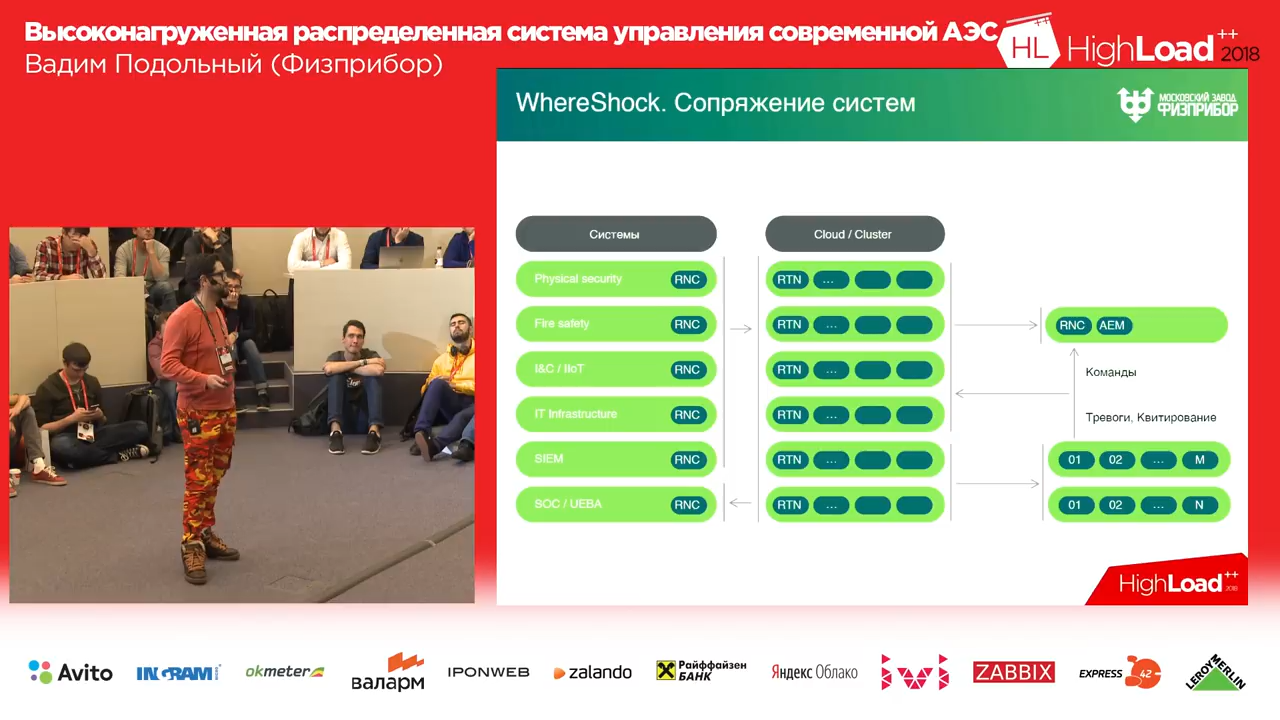 Высоконагруженная распределенная система управления современной АЭС
Вадим Подольный (Физприбор)
HL HighLoad++ 2018
WhereShock. Сопряжение систем
МОСКОВСКИЙ ЗАВОД
ФИЗПРИБОР
Системы
Cloud / Cluster
Physical security RNC
RTN ...
Fire safety RNC
RTN ...
RNC AEM
I&C / IIoT RNC
RTN ...
Команды
IT Infrastructure RNC
RTN ...
Тревоги, Квитирование
SIEM RNC
RTN ...
01 02 ... M
SOC / UEBA RNC
RTN ...
01 02 ... N
HighLoad++ 2018
Avito
INGRAM
okmeter
валарм
IPONWEB
zalando
Райффайзен
БАНК
Яндекс Облако
ivi
ZABBIX
EXPRESS 42
LEROY MERLIN